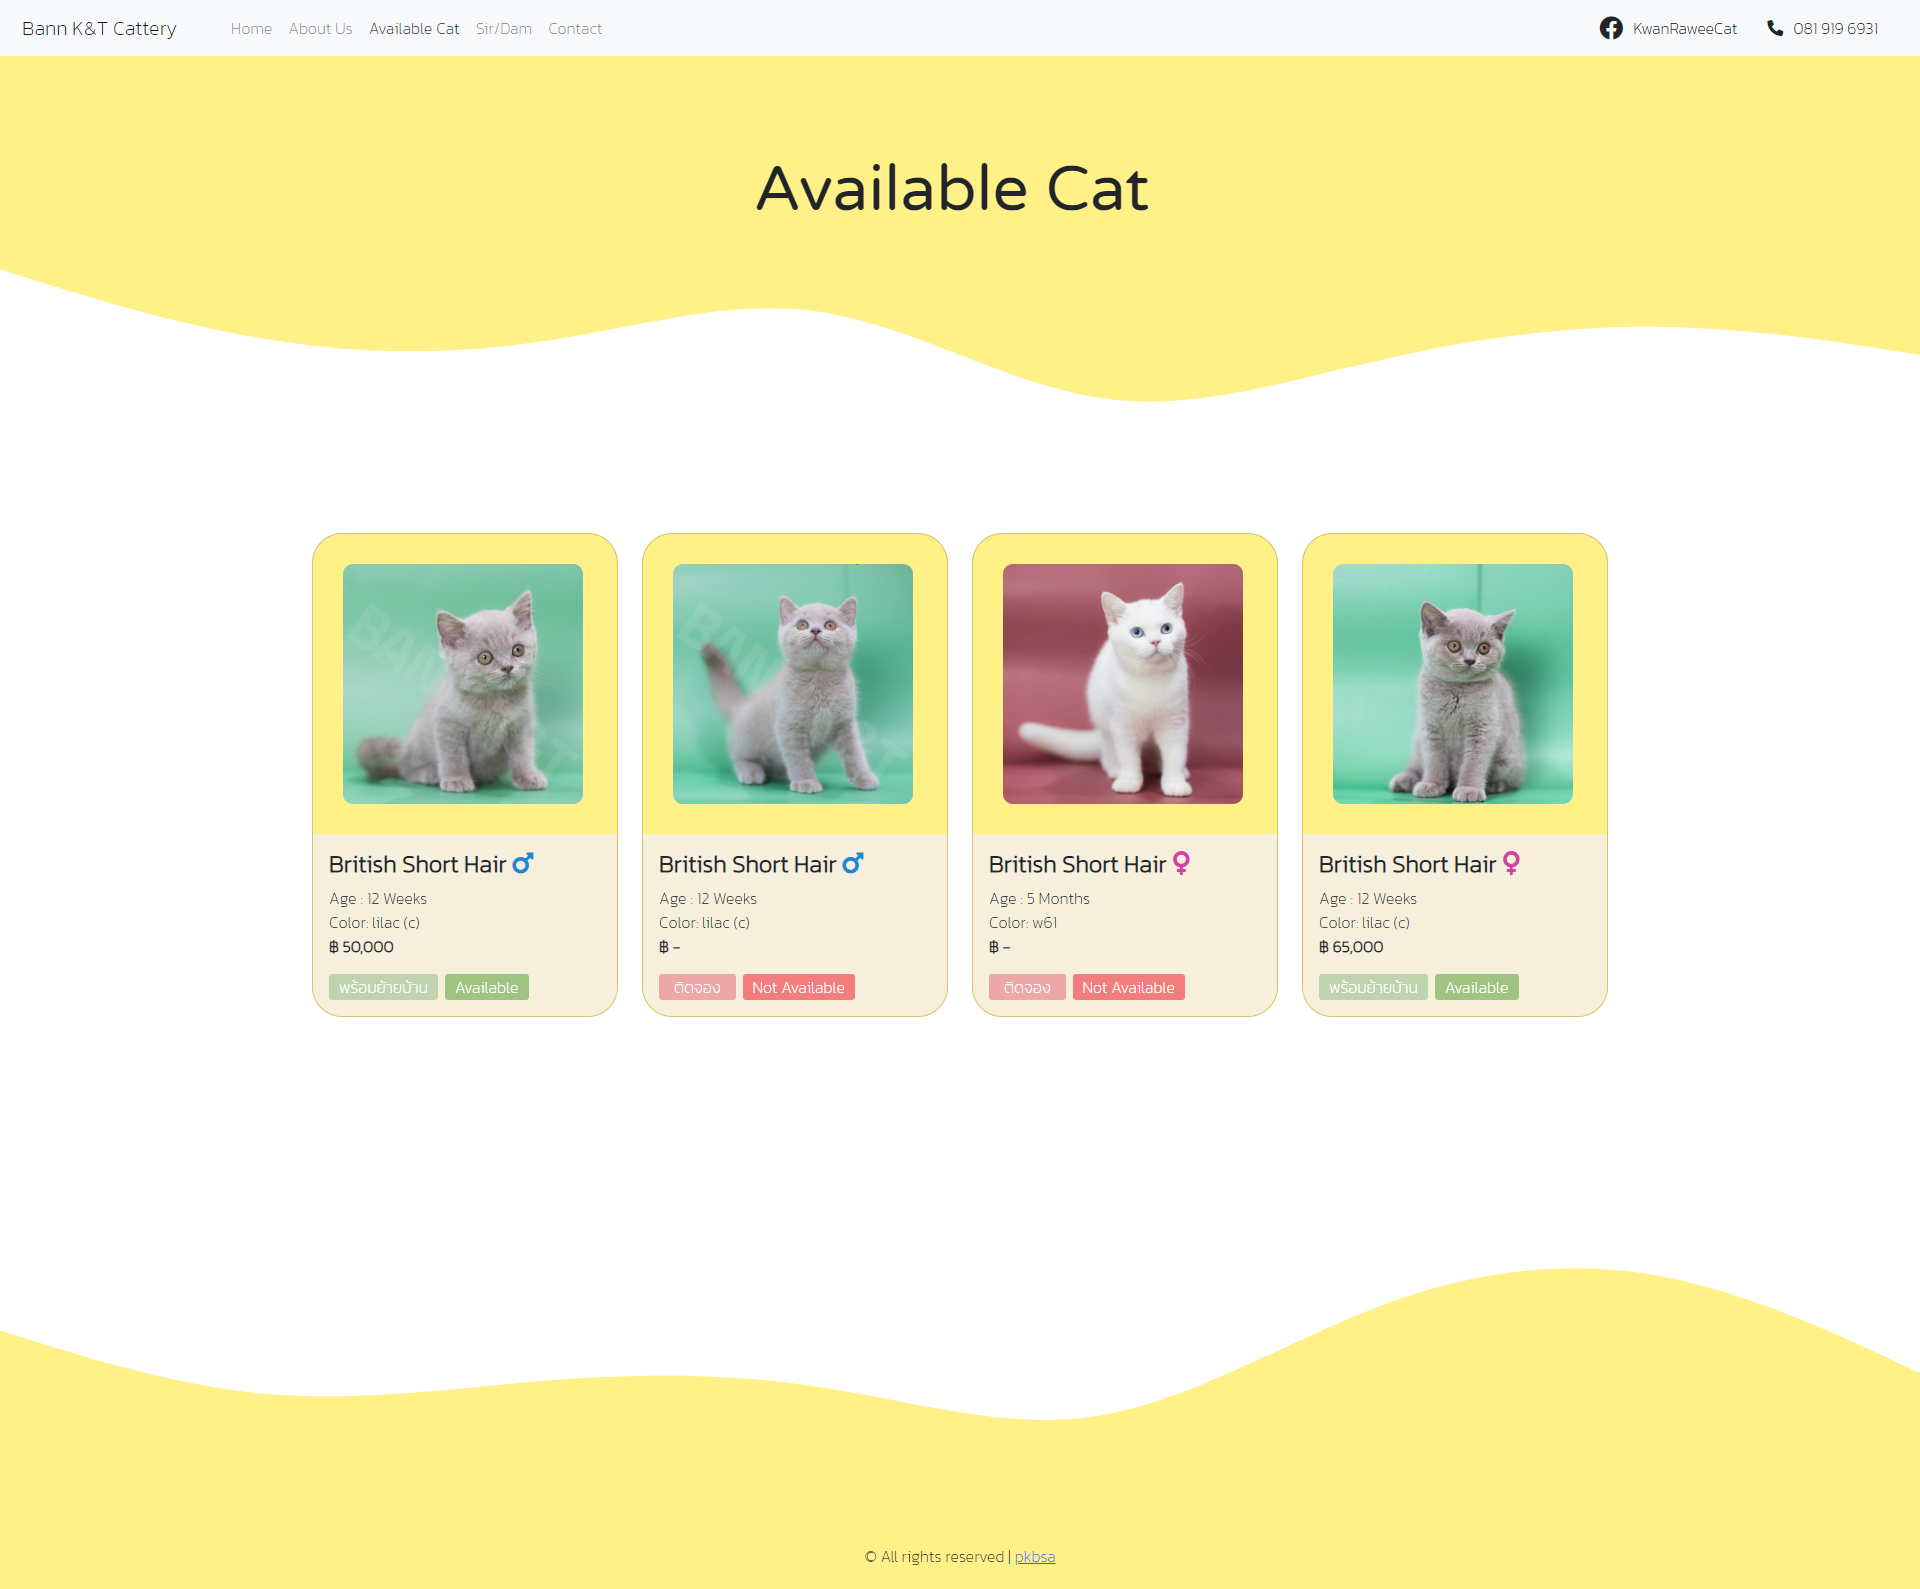 Bann K&T Cattery
Home About Us Available Cat Sir/Dam Contact
KwanRaweeCat 081 919 6931
Available Cat
British Short Hair ♂
Age : 12 Weeks
Color: lilac (c)
฿ 50,000
พร้อมย้ายบ้าน Available
British Short Hair ♂
Age : 12 Weeks
Color: lilac (c)
฿ -
ติดจอง Not Available
British Short Hair ♀
Age : 5 Months
Color: w61
฿ -
ติดจอง Not Available
British Short Hair ♀
Age : 12 Weeks
Color: lilac (c)
฿ 65,000
พร้อมย้ายบ้าน Available
© All rights reserved | pkbsa